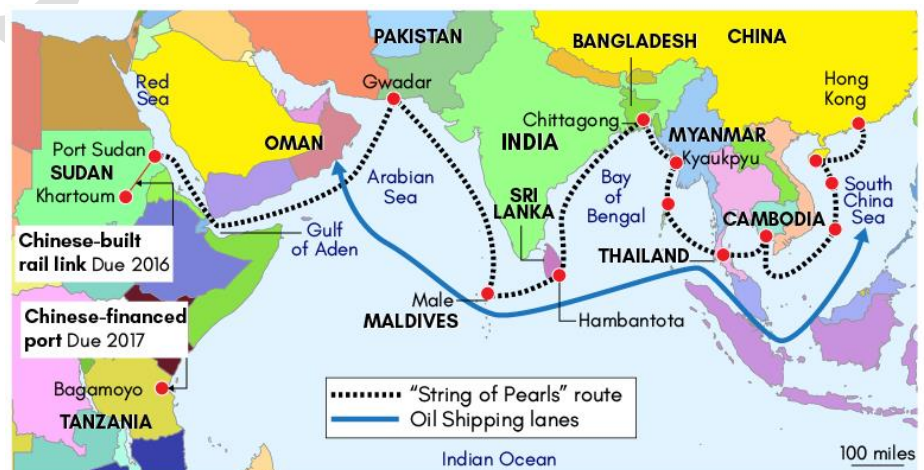 PAKISTAN
BANGLADESH
CHINA
Red
Sea
Gwadar
Hong
Kong
Chittagong
OMAN
INDIA
MYANMAR
Port Sudan
SUDAN
Kyaukpyu
Khartoum
Arabian
Sea
SRI
LANKA
Bay
of
Bengal
South
China
Sea
CAMBODIA
Chinese-built
rail link Due 2016
Gulf
of Aden
THAILAND
Chinese-financed
port Due 2017
Male
MALDIVES
Hambantota
Bagamoyo
TANZANIA
"String of Pearls" route
Oil Shipping lanes
Indian Ocean
100 miles